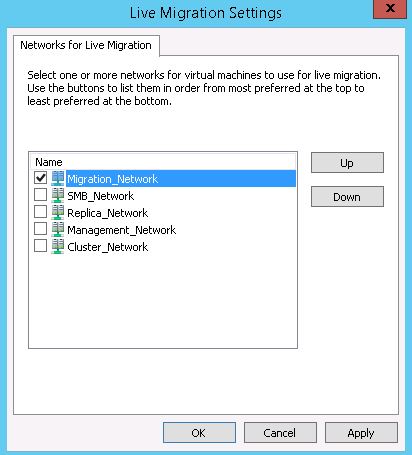 Live Migration Settings
x
Networks for Live Migration
Select one or more networks for virtual machines to use for live migration.
Use the buttons to list them in order from most preferred at the top to
least preferred at the bottom.
Name
Up
Migration_Network
SMB_Network
Down
Replica_Network
Management_Network
Cluster_Network
OK
Cancel
Apply